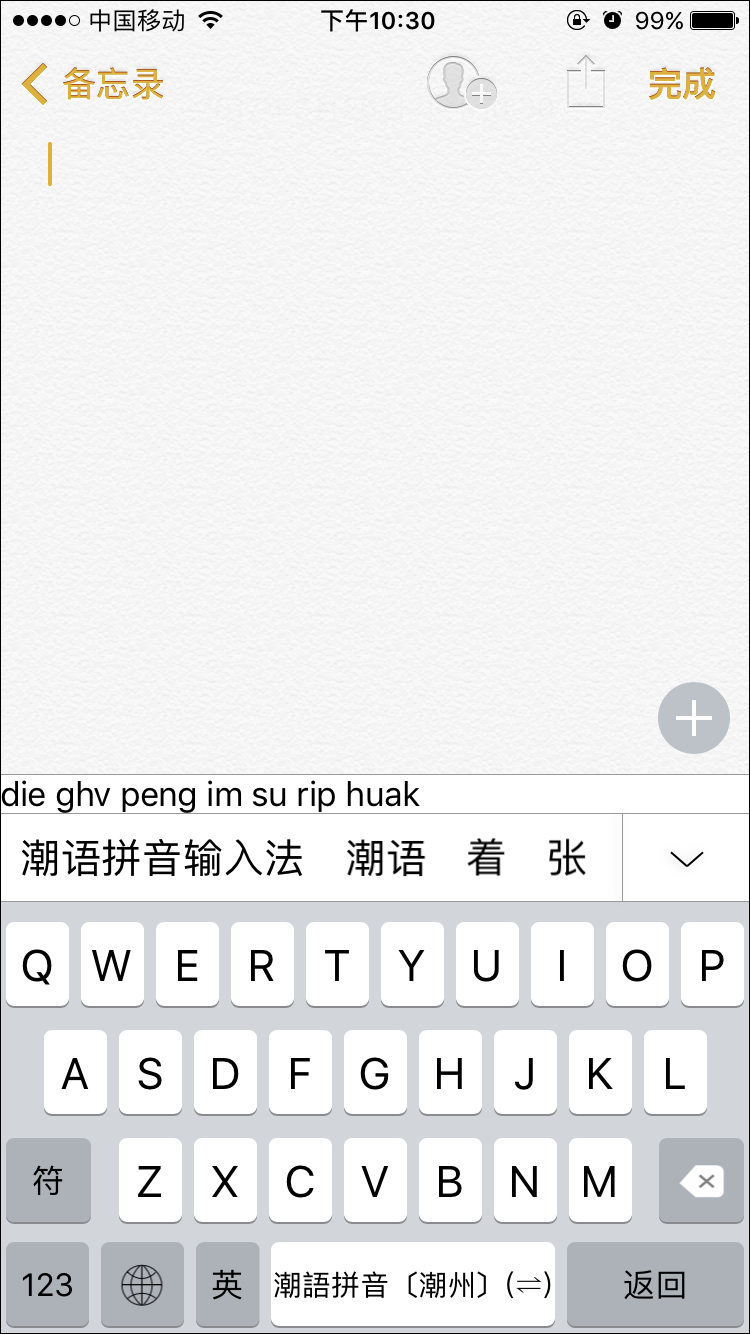 中国移动 下午10:30 99%
备忘录 完成
die ghv peng im su rip huak
潮语拼音输入法 潮语 着 张
Q W E R T Y U I O P
A S D F G H J K L
符 Z X C V B N M
123 英 潮語拼音〔潮州〕(⇌) 返回